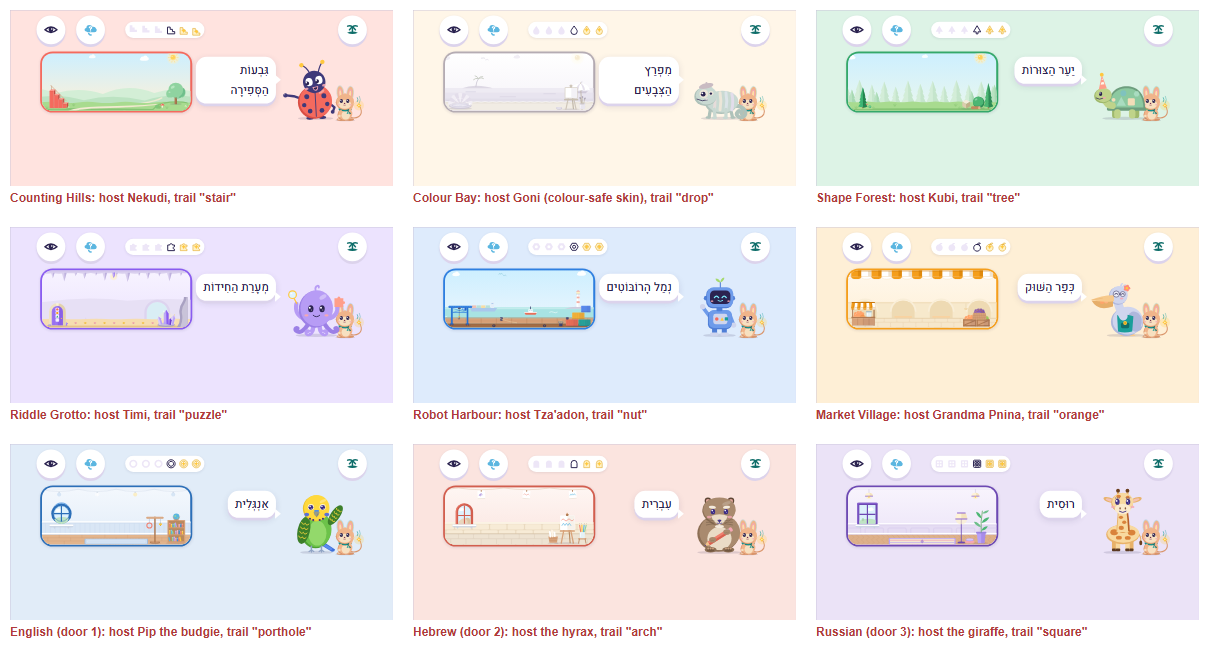 גִּבְעוֹת
הַסְּפִירָה
Counting Hills: host Nekudi, trail "stair"
מִפְרַץ
הַצְּבָעִים
Colour Bay: host Goni (colour-safe skin), trail "drop"
יַעַר הַצּוּרוֹת
Shape Forest: host Kubi, trail "tree"
מְעָרַת הַחִידוֹת
Riddle Grotto: host Timi, trail "puzzle"
נְמַל הָרוֹבּוֹטִים
Robot Harbour: host Tza'adon, trail "nut"
כְּפַר הַשּׁוּק
Market Village: host Grandma Pnina, trail "orange"
אַנְגְּלִית
English (door 1): host Pip the budgie, trail "porthole"
עִבְרִית
Hebrew (door 2): host the hyrax, trail "arch"
רוּסִית
Russian (door 3): host the giraffe, trail "square"